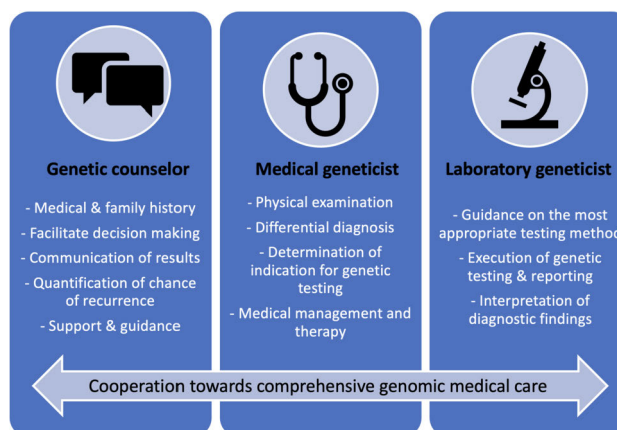 Genetic counselor
- Medical & family history
- Facilitate decision making
- Communication of results
- Quantification of chance
of recurrence
- Support & guidance
Medical geneticist
- Physical examination
- Differential diagnosis
- Determination of
indication for genetic
testing
- Medical management and
therapy
Laboratory geneticist
- Guidance on the most
appropriate testing method
- Execution of genetic
testing & reporting
- Interpretation of
diagnostic findings
Cooperation towards comprehensive genomic medical care